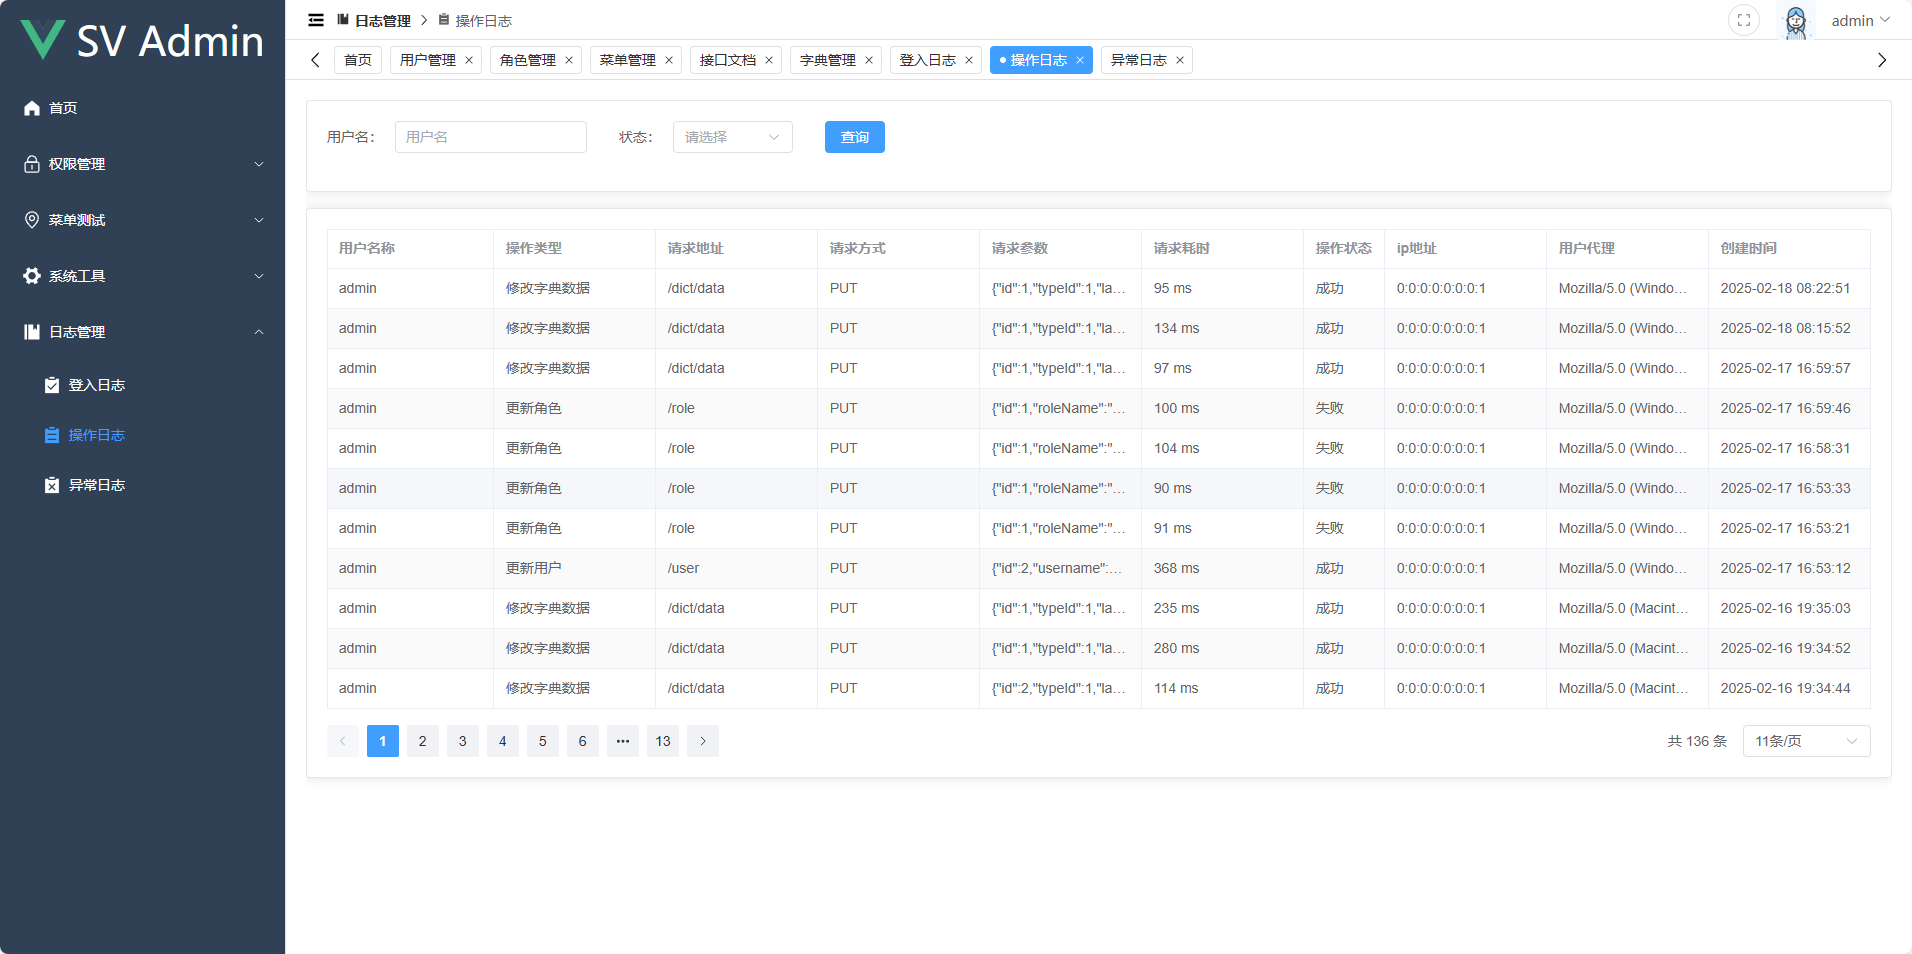 SV Admin
首页
权限管理
菜单测试
系统工具
日志管理
登入日志
操作日志
异常日志
日志管理 操作日志 admin
首页 用户管理 角色管理 菜单管理 接口文档 字典管理 登入日志 操作日志 异常日志
用户名： 用户名 状态： 请选择 查询
用户名称 操作类型 请求地址 请求方式 请求参数 请求耗时 操作状态 ip地址 用户代理 创建时间
admin 修改字典数据 /dict/data PUT {"id":1,"typeId":1,"la... 95 ms 成功 0:0:0:0:0:0:0:1 Mozilla/5.0 (Windo... 2025-02-18 08:22:51
admin 修改字典数据 /dict/data PUT {"id":1,"typeId":1,"la... 134 ms 成功 0:0:0:0:0:0:0:1 Mozilla/5.0 (Windo... 2025-02-18 08:15:52
admin 修改字典数据 /dict/data PUT {"id":1,"typeId":1,"la... 97 ms 成功 0:0:0:0:0:0:0:1 Mozilla/5.0 (Windo... 2025-02-17 16:59:57
admin 更新角色 /role PUT {"id":1,"roleName":"... 100 ms 失败 0:0:0:0:0:0:0:1 Mozilla/5.0 (Windo... 2025-02-17 16:59:46
admin 更新角色 /role PUT {"id":1,"roleName":"... 104 ms 失败 0:0:0:0:0:0:0:1 Mozilla/5.0 (Windo... 2025-02-17 16:58:31
admin 更新角色 /role PUT {"id":1,"roleName":"... 90 ms 失败 0:0:0:0:0:0:0:1 Mozilla/5.0 (Windo... 2025-02-17 16:53:33
admin 更新角色 /role PUT {"id":1,"roleName":"... 91 ms 失败 0:0:0:0:0:0:0:1 Mozilla/5.0 (Windo... 2025-02-17 16:53:21
admin 更新用户 /user PUT {"id":2,"username":... 368 ms 成功 0:0:0:0:0:0:0:1 Mozilla/5.0 (Windo... 2025-02-17 16:53:12
admin 修改字典数据 /dict/data PUT {"id":1,"typeId":1,"la... 235 ms 成功 0:0:0:0:0:0:0:1 Mozilla/5.0 (Macint... 2025-02-16 19:35:03
admin 修改字典数据 /dict/data PUT {"id":1,"typeId":1,"la... 280 ms 成功 0:0:0:0:0:0:0:1 Mozilla/5.0 (Macint... 2025-02-16 19:34:52
admin 修改字典数据 /dict/data PUT {"id":2,"typeId":1,"la... 114 ms 成功 0:0:0:0:0:0:0:1 Mozilla/5.0 (Macint... 2025-02-16 19:34:44
1 2 3 4 5 6 ... 13 共 136 条 11条/页